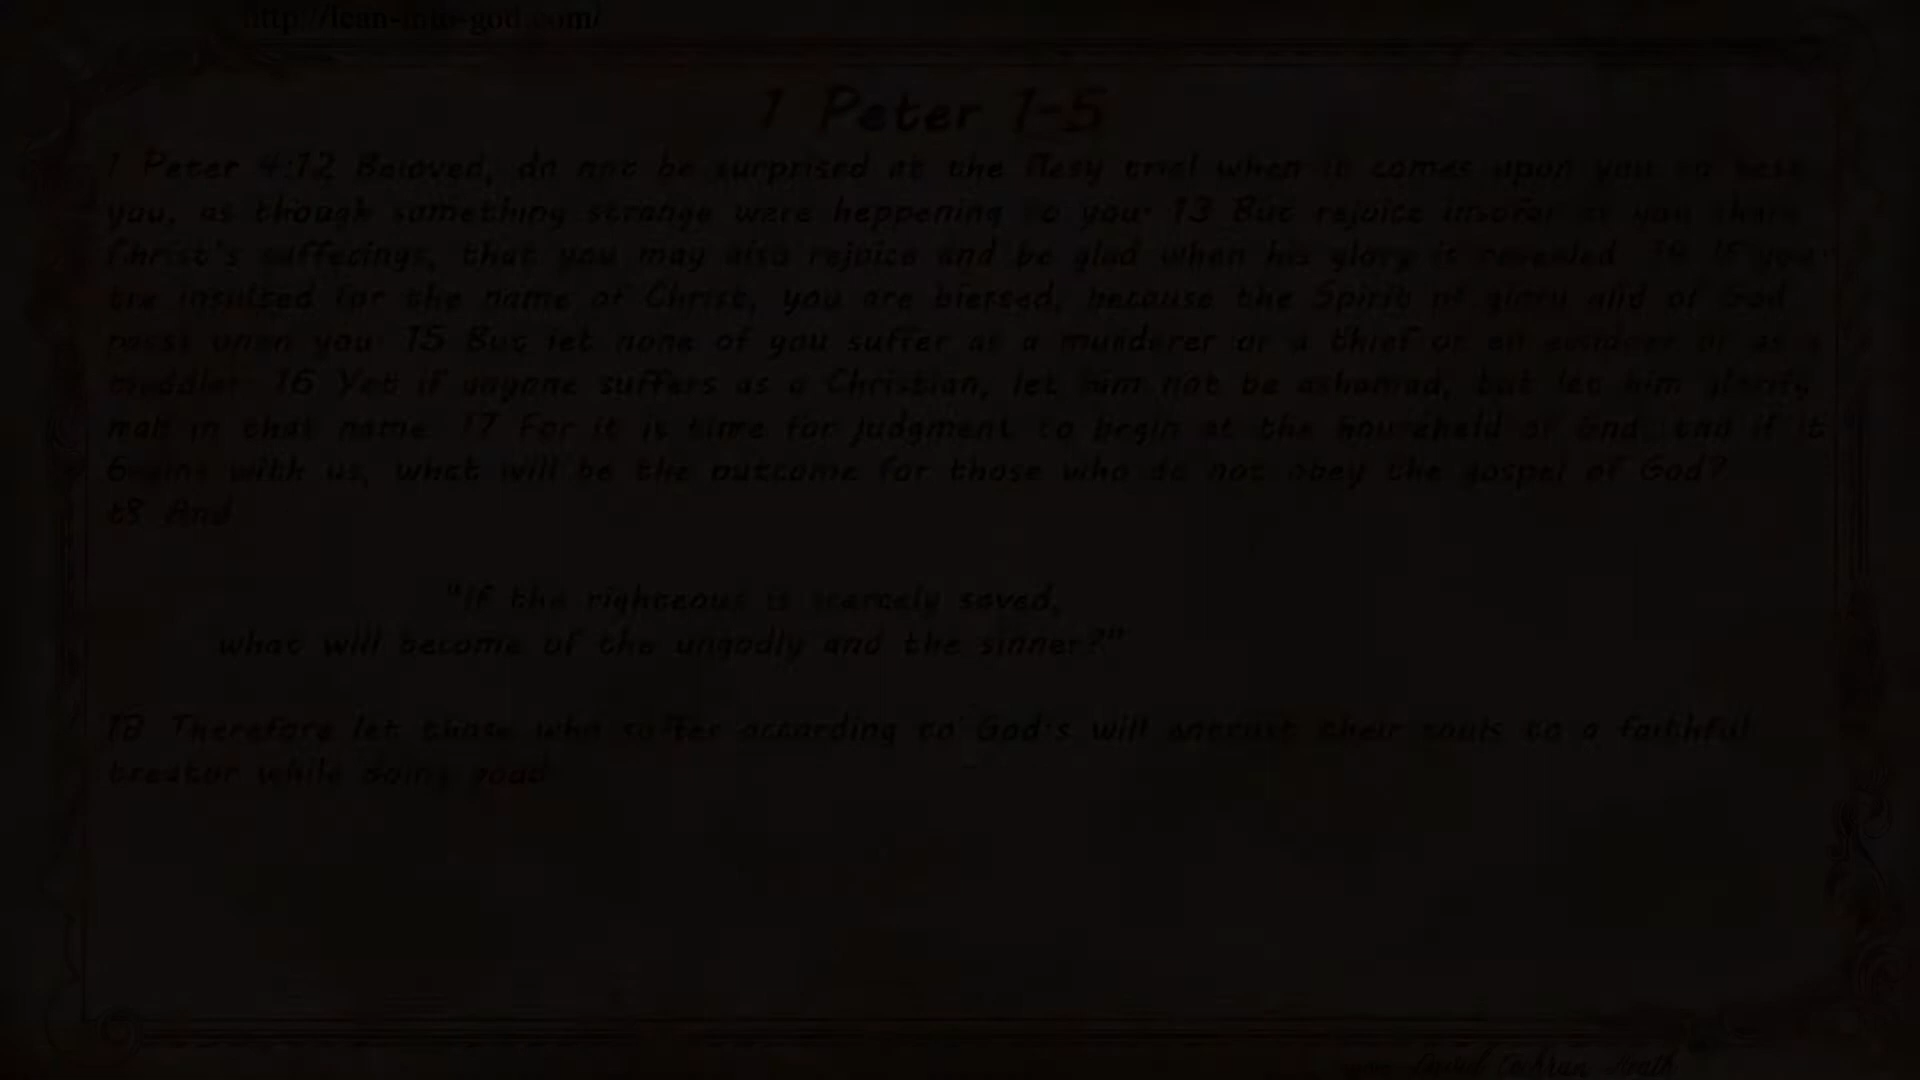 http://lean-into-god.com/
1 Peter 1-5
1 Peter 4:12 Beloved, do not be surprised at the fiery trial when it comes upon you to test
you, as though something strange were happening to you. 13 But rejoice insofar as you share
Christ's sufferings, that you may also rejoice and be glad when his glory is revealed. 14 If you
are insulted for the name of Christ, you are blessed, because the Spirit of glory and of God
rests upon you. 15 But let none of you suffer as a murderer or a thief or an evildoer or as a
meddler. 16 Yet if anyone suffers as a Christian, let him not be ashamed, but let him glorify
God in that name. 17 For it is time for judgment to begin at the household of God; and if it
begins with us, what will be the outcome for those who do not obey the gospel of God?
18 And
"If the righteous is scarcely saved,
what will become of the ungodly and the sinner?"
19 Therefore let those who suffer according to God's will entrust their souls to a faithful
Creator while doing good.
David Cochran Heath